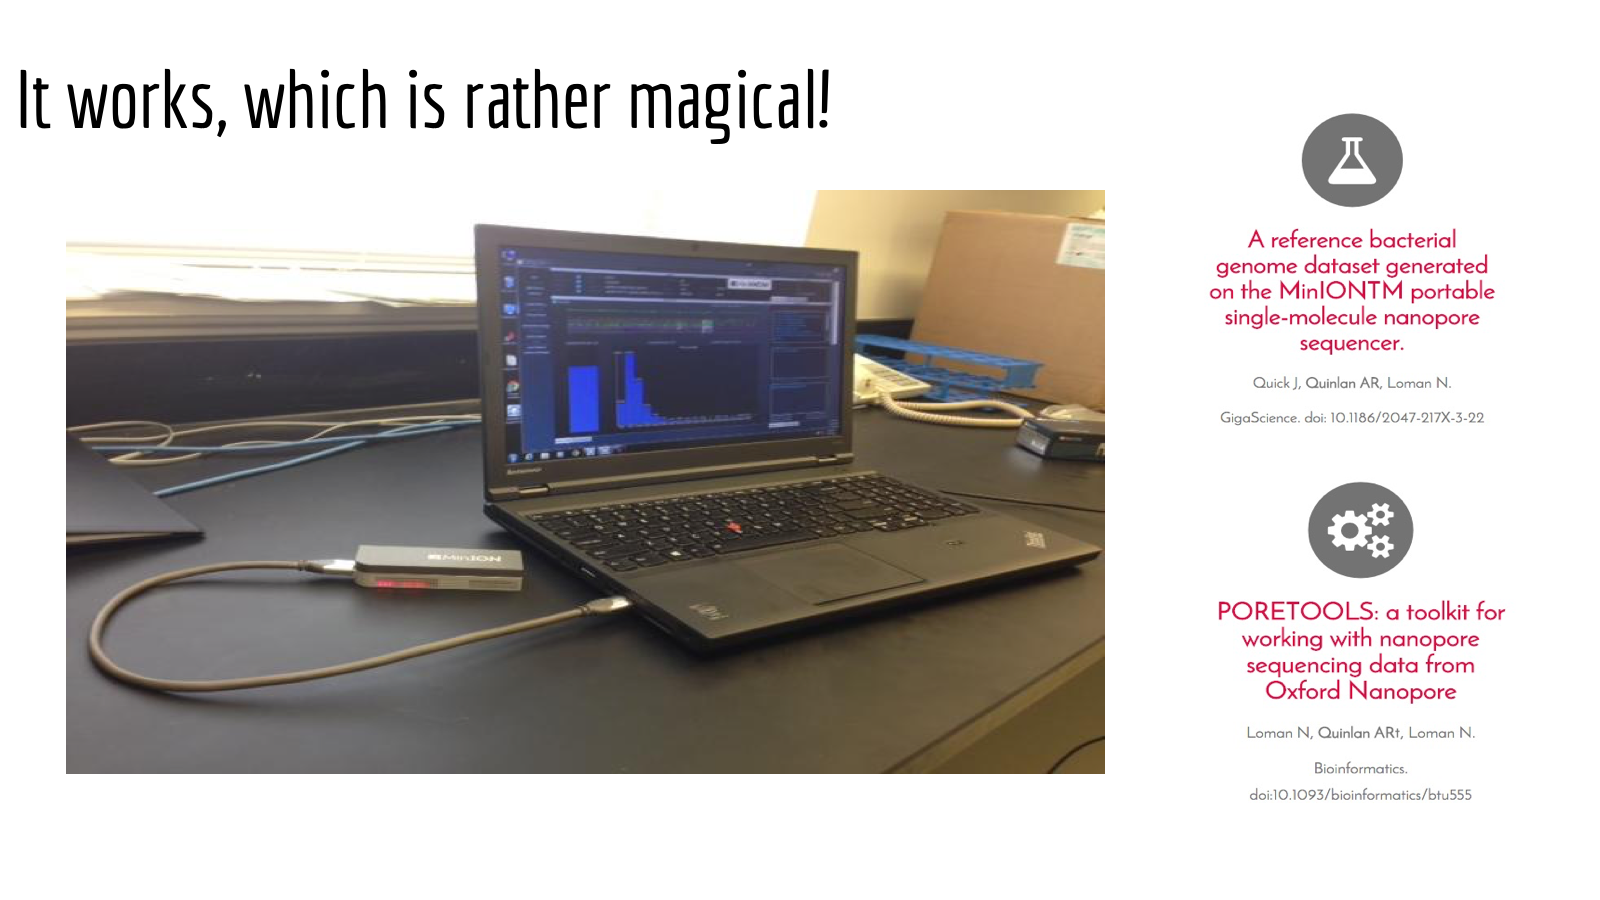 It works, which is rather magical!
MinION
A reference bacterial
genome dataset generated
on the MinIONTM portable
single-molecule nanopore
sequencer.
Quick J, Quinlan AR, Loman N.
GigaScience. doi: 10.1186/2047-217X-3-22
PORETOOLS: a toolkit for
working with nanopore
sequencing data from
Oxford Nanopore
Loman N, Quinlan AR†, Loman N.
Bioinformatics.
doi:10.1093/bioinformatics/btu555